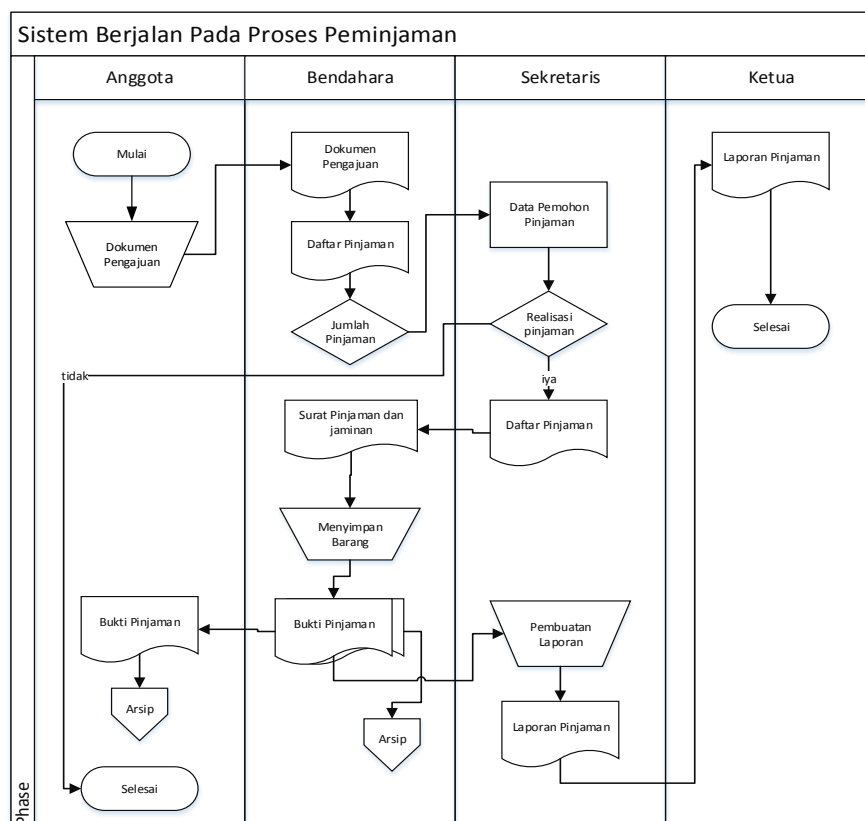 Sistem Berjalan Pada Proses Peminjaman
Anggota
Bendahara
Sekretaris
Ketua
Mulai
Dokumen
Pengajuan
Dokumen
Pengajuan
Daftar Pinjaman
Jumlah
Pinjaman
Data Pemohon
Pinjaman
Realisasi
pinjaman
Laporan Pinjaman
Selesai
tidak
iya
Surat Pinjaman dan
jaminan
Daftar Pinjaman
Menyimpan
Barang
Bukti Pinjaman
Bukti Pinjaman
Pembuatan
Laporan
Arsip
Arsip
Laporan Pinjaman
Selesai
Phase